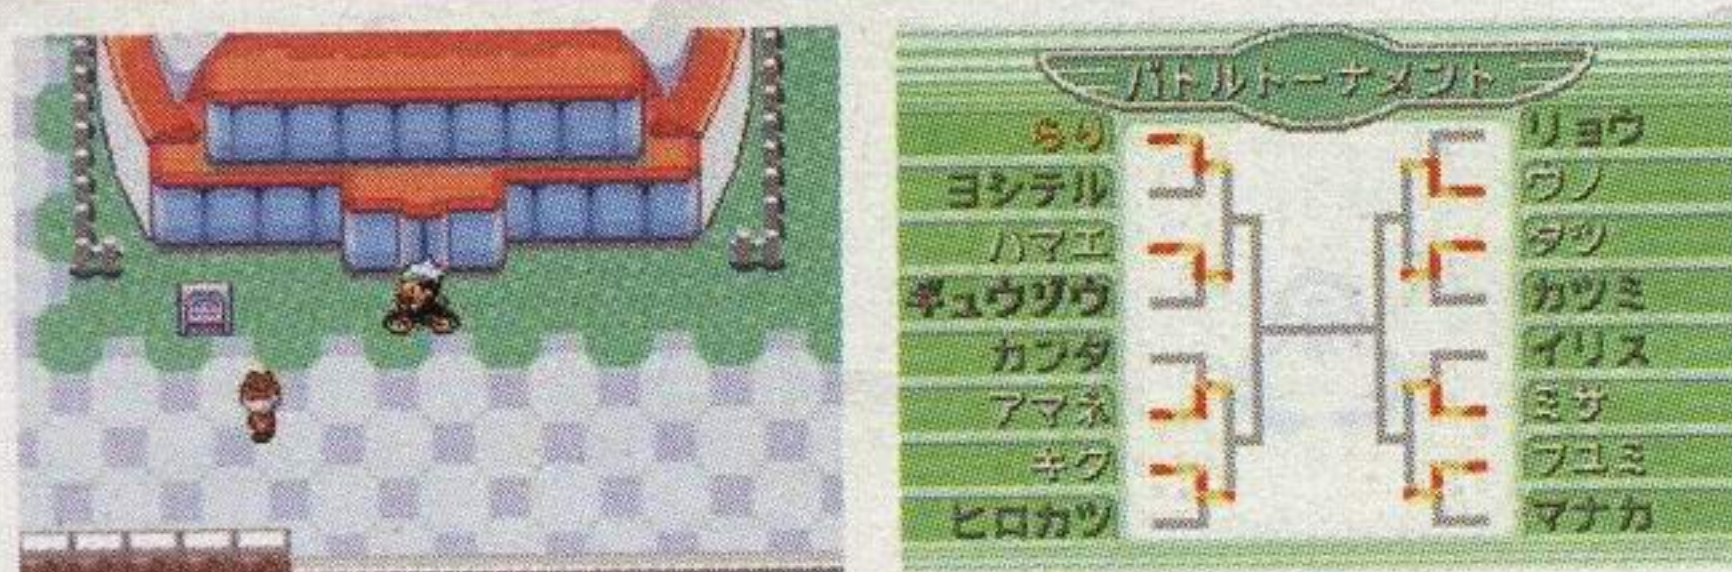 バトルトーナメント
らり
ヨシテル
ハマエ
ギュウゾウ
カンタ
アマネ
キク
ヒロカツ
リョウ
ウノ
タツ
カツミ
イリス
ミサ
フユミ
マナカ